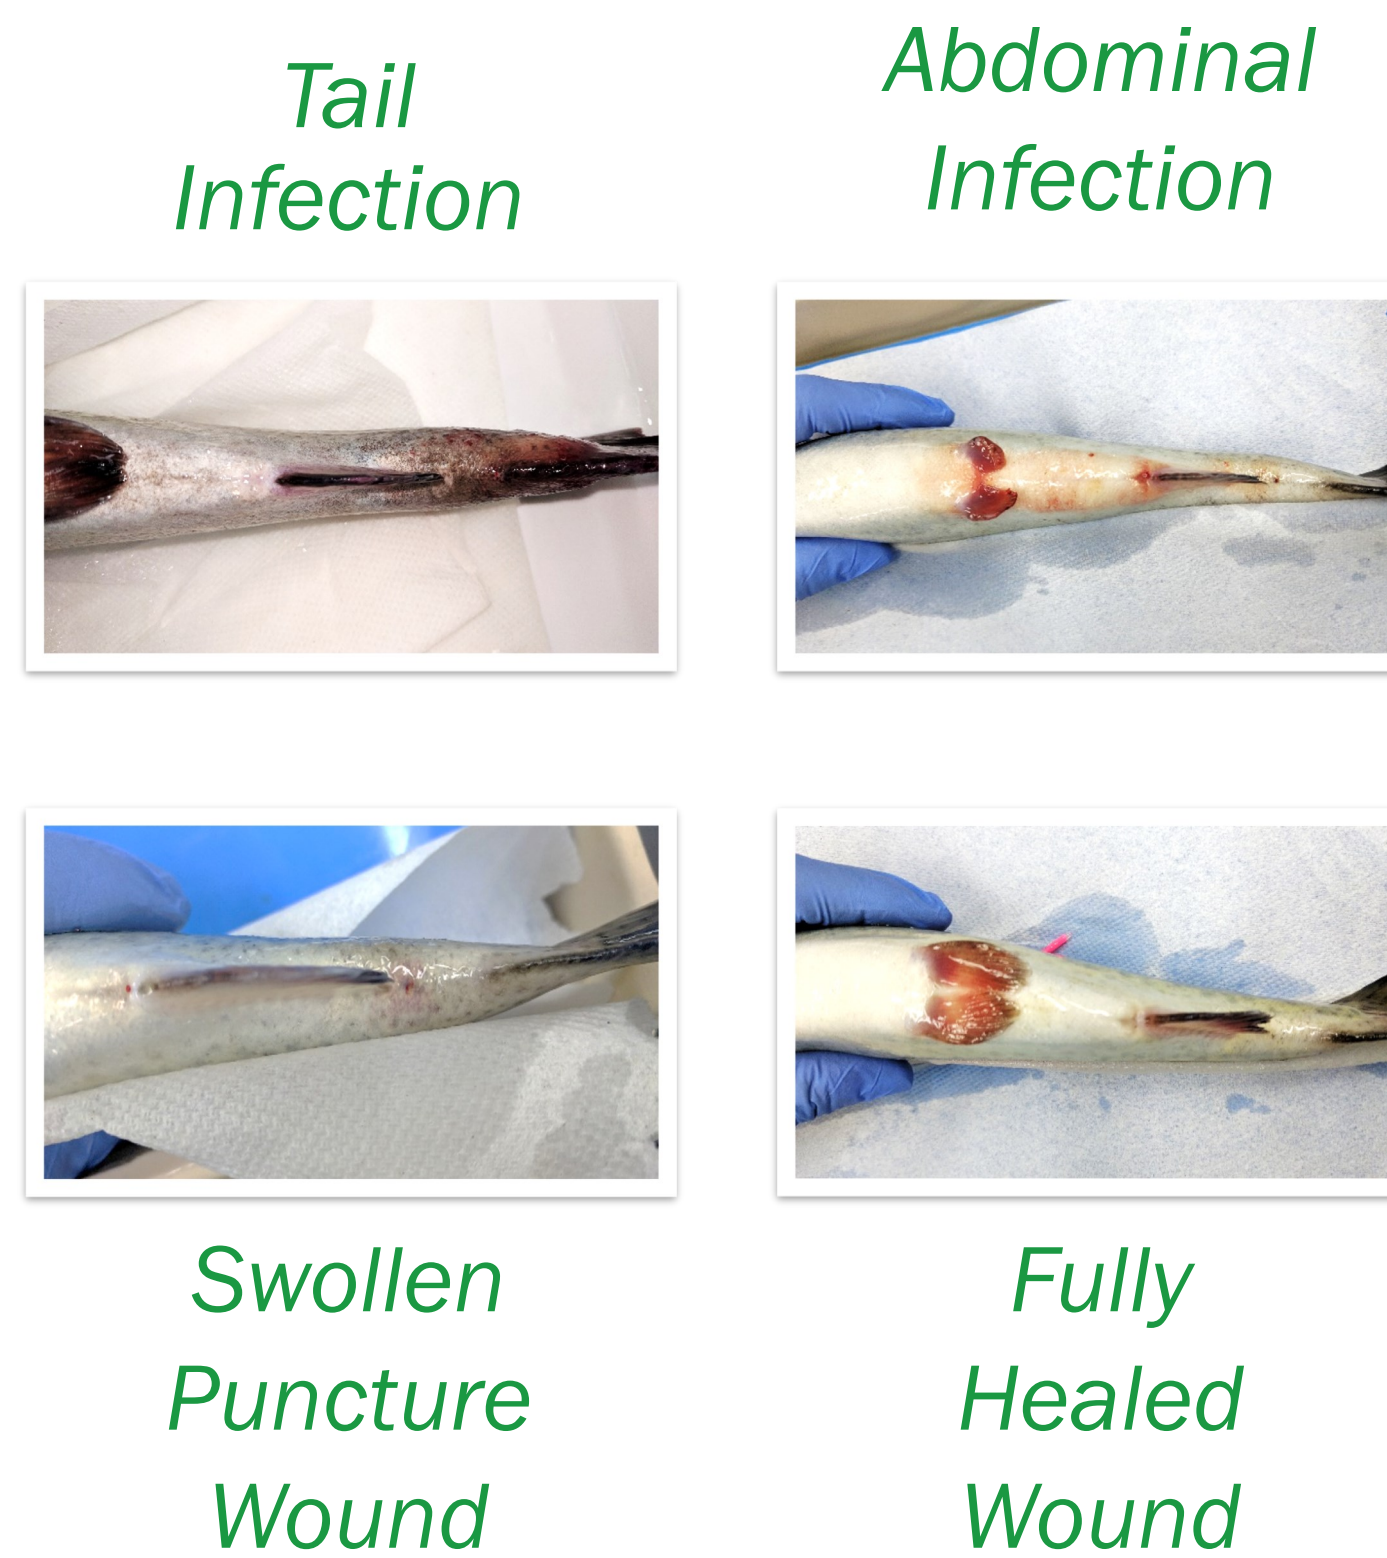 Tail
Infection
Abdominal
Infection
Swollen
Puncture
Wound
Fully
Healed
Wound